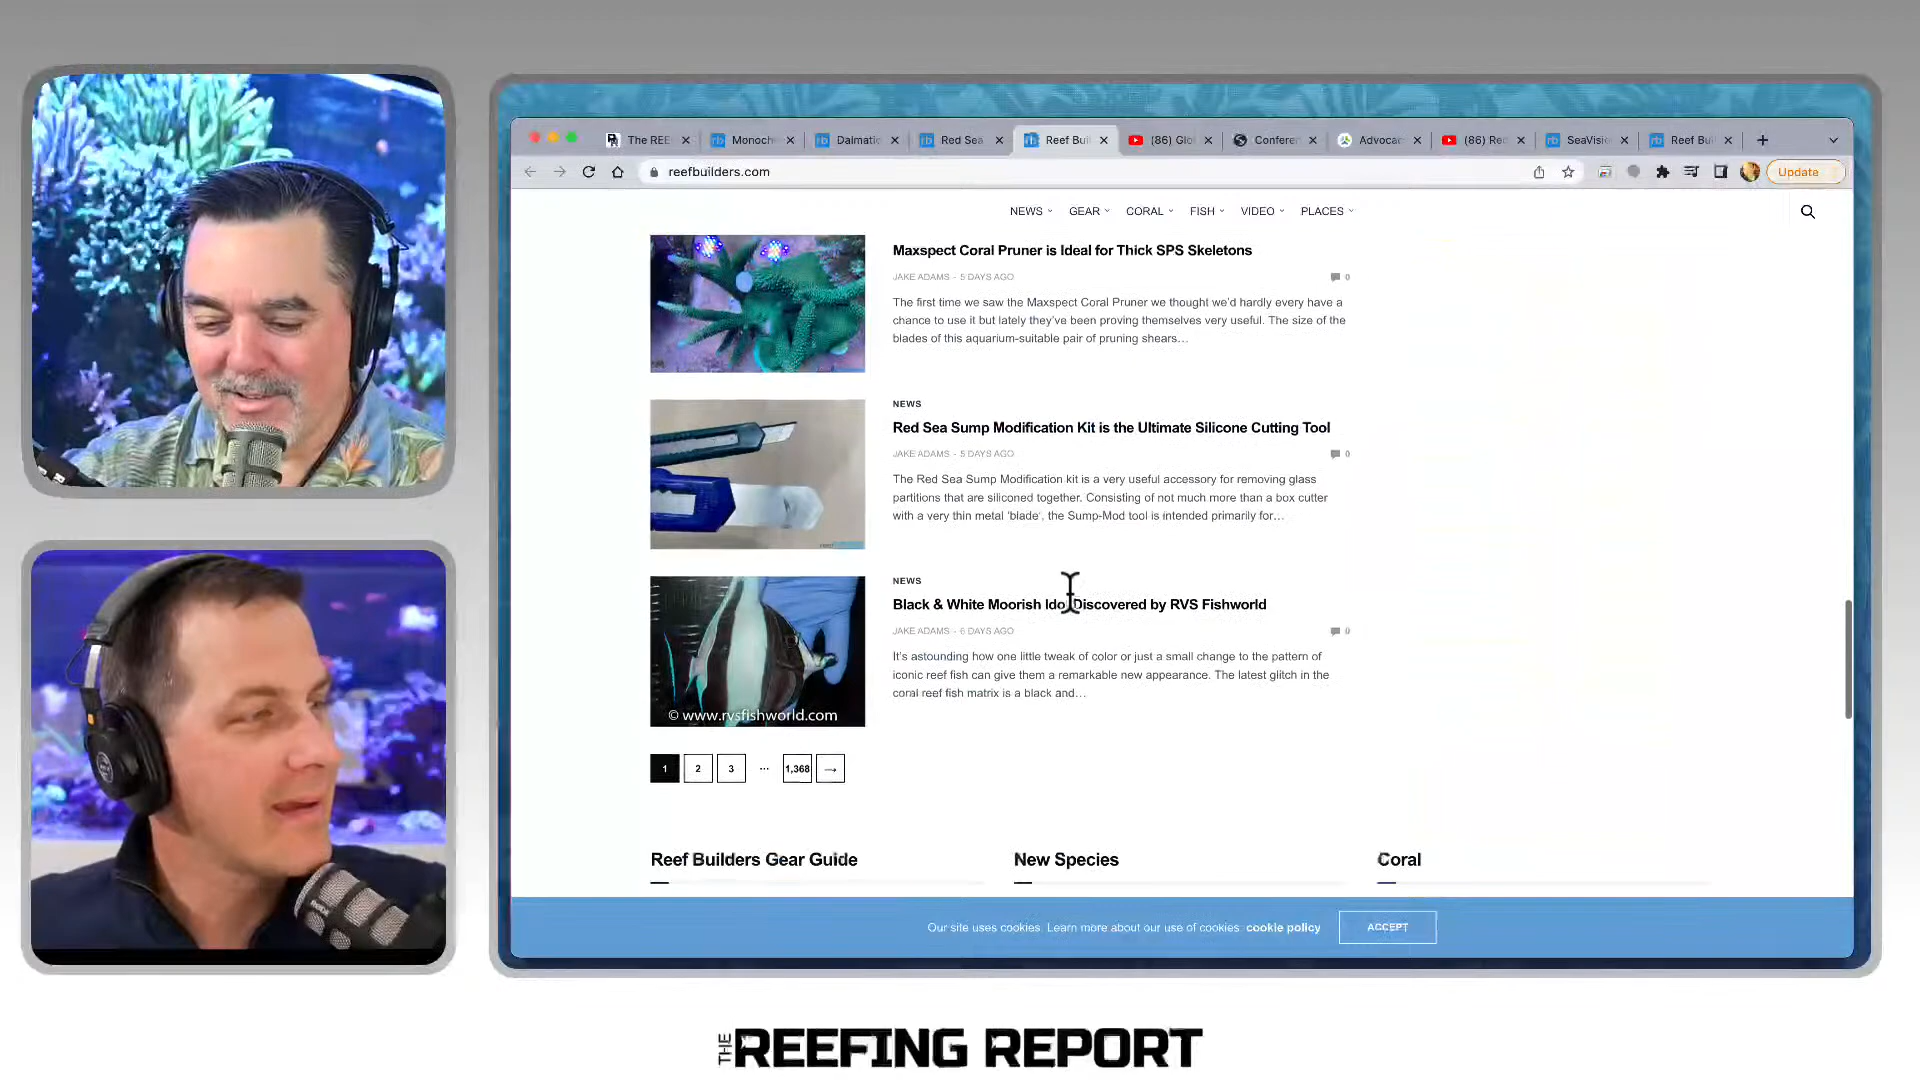 The REE
Monoch
Dalmatic
Red Sea
Reef Buil
(86) Glo
Conferen
Advocac
(86) Rec
SeaVisio
Reef Bui
reefbuilders.com
Update
NEWS GEAR CORAL FISH VIDEO PLACES
Maxspect Coral Pruner is Ideal for Thick SPS Skeletons
JAKE ADAMS - 5 DAYS AGO 0
The first time we saw the Maxspect Coral Pruner we thought we'd hardly every have a
chance to use it but lately they've been proving themselves very useful. The size of the
blades of this aquarium-suitable pair of pruning shears…
NEWS
Red Sea Sump Modification Kit is the Ultimate Silicone Cutting Tool
JAKE ADAMS - 5 DAYS AGO 0
The Red Sea Sump Modification kit is a very useful accessory for removing glass
partitions that are siliconed together. Consisting of not much more than a box cutter
with a very thin metal 'blade', the Sump-Mod tool is intended primarily for…
NEWS
Black & White Moorish Idol Discovered by RVS Fishworld
JAKE ADAMS - 6 DAYS AGO 0
It's astounding how one little tweak of color or just a small change to the pattern of
iconic reef fish can give them a remarkable new appearance. The latest glitch in the
coral reef fish matrix is a black and…
© www.rvsfishworld.com
1 2 3 … 1,368 →
Reef Builders Gear Guide
New Species
Coral
Our site uses cookies. Learn more about our use of cookies: cookie policy
ACCEPT
THE REEFING REPORT